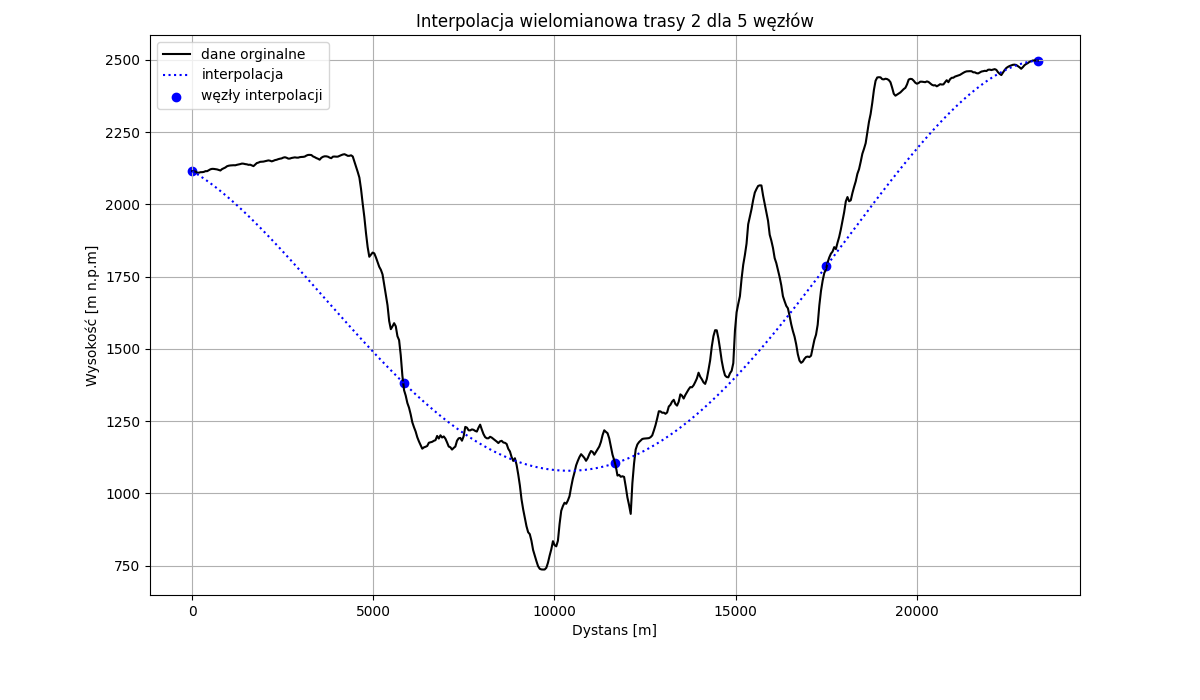 Interpolacja wielomianowa trasy 2 dla 5 węzłów
dane orginalne
interpolacja
węzły interpolacji
Wysokość [m n.p.m]
2500
2250
2000
1750
1500
1250
1000
750
0 5000 10000 15000 20000
Dystans [m]